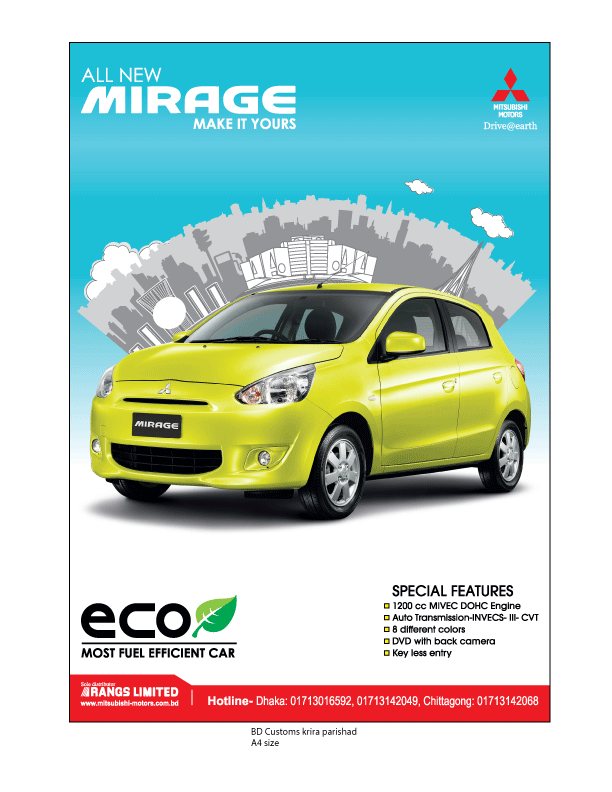 ALL NEW
MIRAGE
MAKE IT YOURS
MITSUBISHI
MOTORS
Drive@earth
MIRAGE
eco
MOST FUEL EFFICIENT CAR
SPECIAL FEATURES
1200 cc MIVEC DOHC Engine
Auto Transmission-INVECS- III- CVT
8 different colors
DVD with back camera
Key less entry
Sole distributor
RANGS LIMITED
www.mitsubishi-motors.com.bd
Hotline- Dhaka: 01713016592, 01713142049, Chittagong: 01713142068
BD Customs krira parishad
A4 size